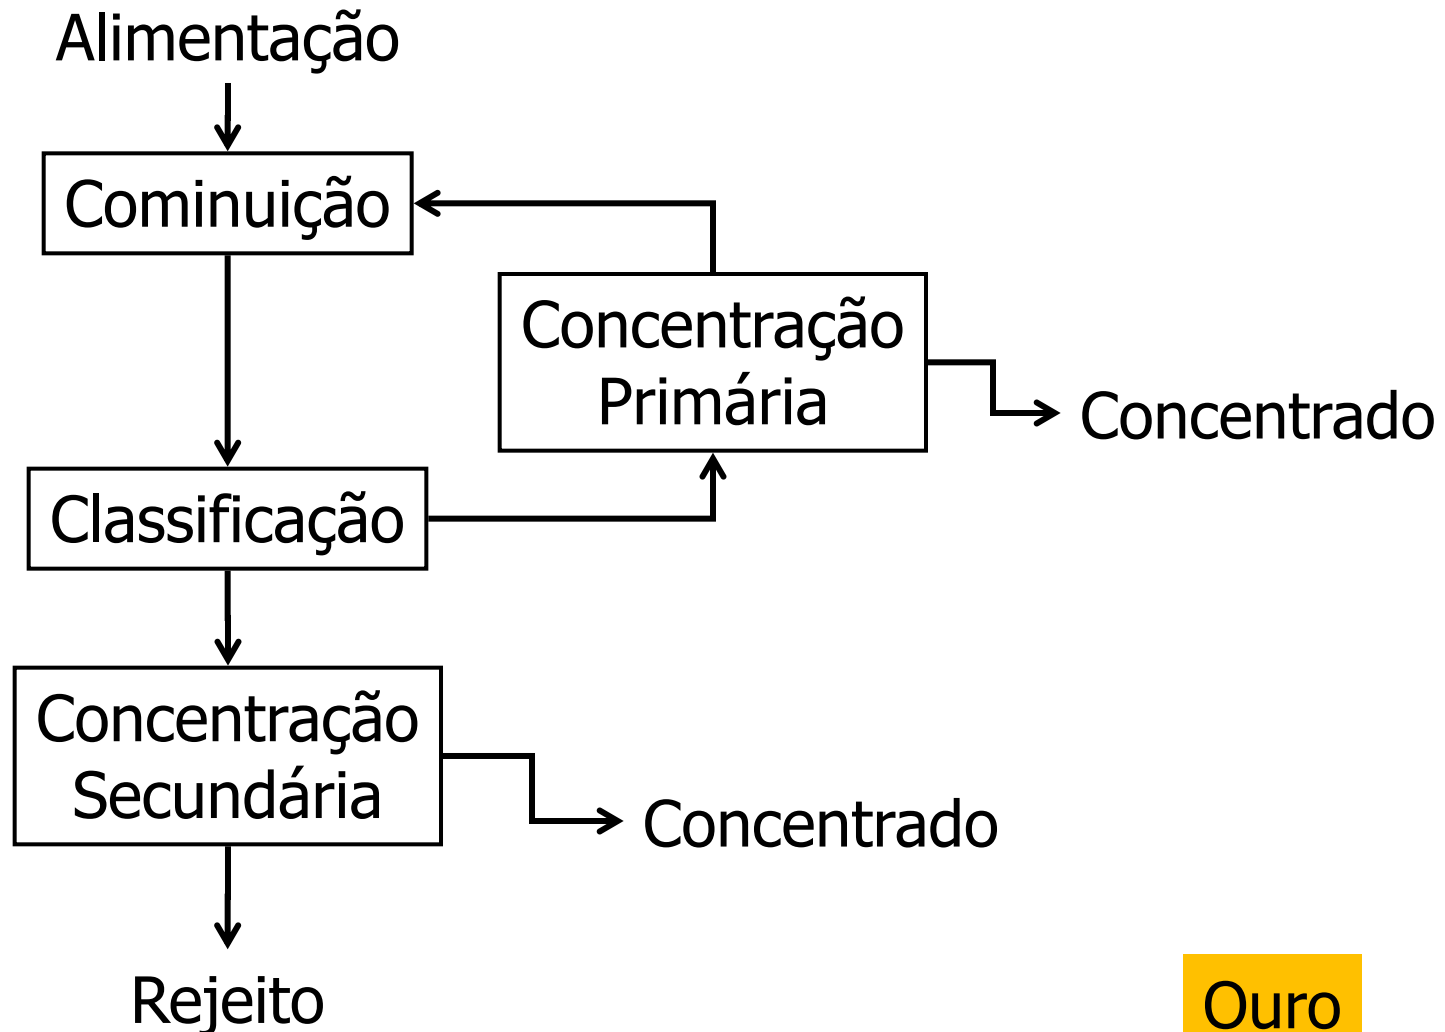 Alimentação
Cominuição
Concentração
Primária
Concentrado
Classificação
Concentração
Secundária
Concentrado
Rejeito
Ouro